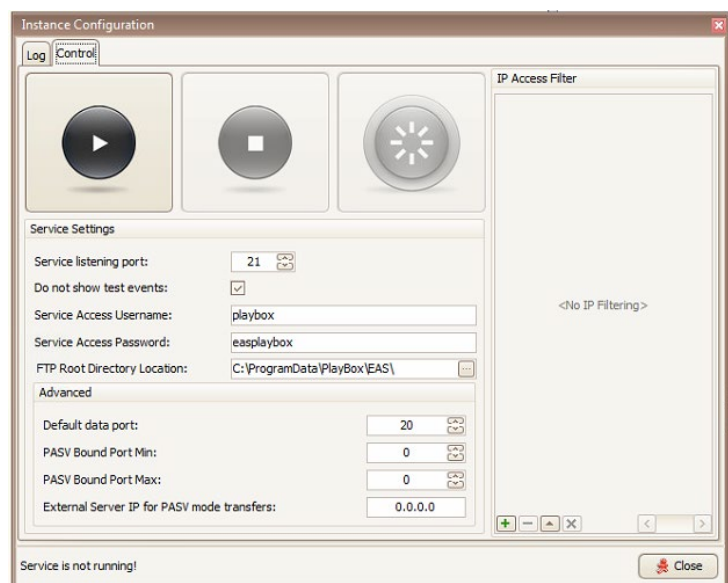 Instance Configuration
Log
Control
IP Access Filter
Service Settings
Service listening port:
21
Do not show test events:
Service Access Username:
playbox
Service Access Password:
easplaybox
FTP Root Directory Location:
C:\ProgramData\PlayBox\EAS\
...
Advanced
Default data port:
20
PASV Bound Port Min:
0
PASV Bound Port Max:
0
External Server IP for PASV mode transfers:
0.0.0.0
<No IP Filtering>
Service is not running!
Close